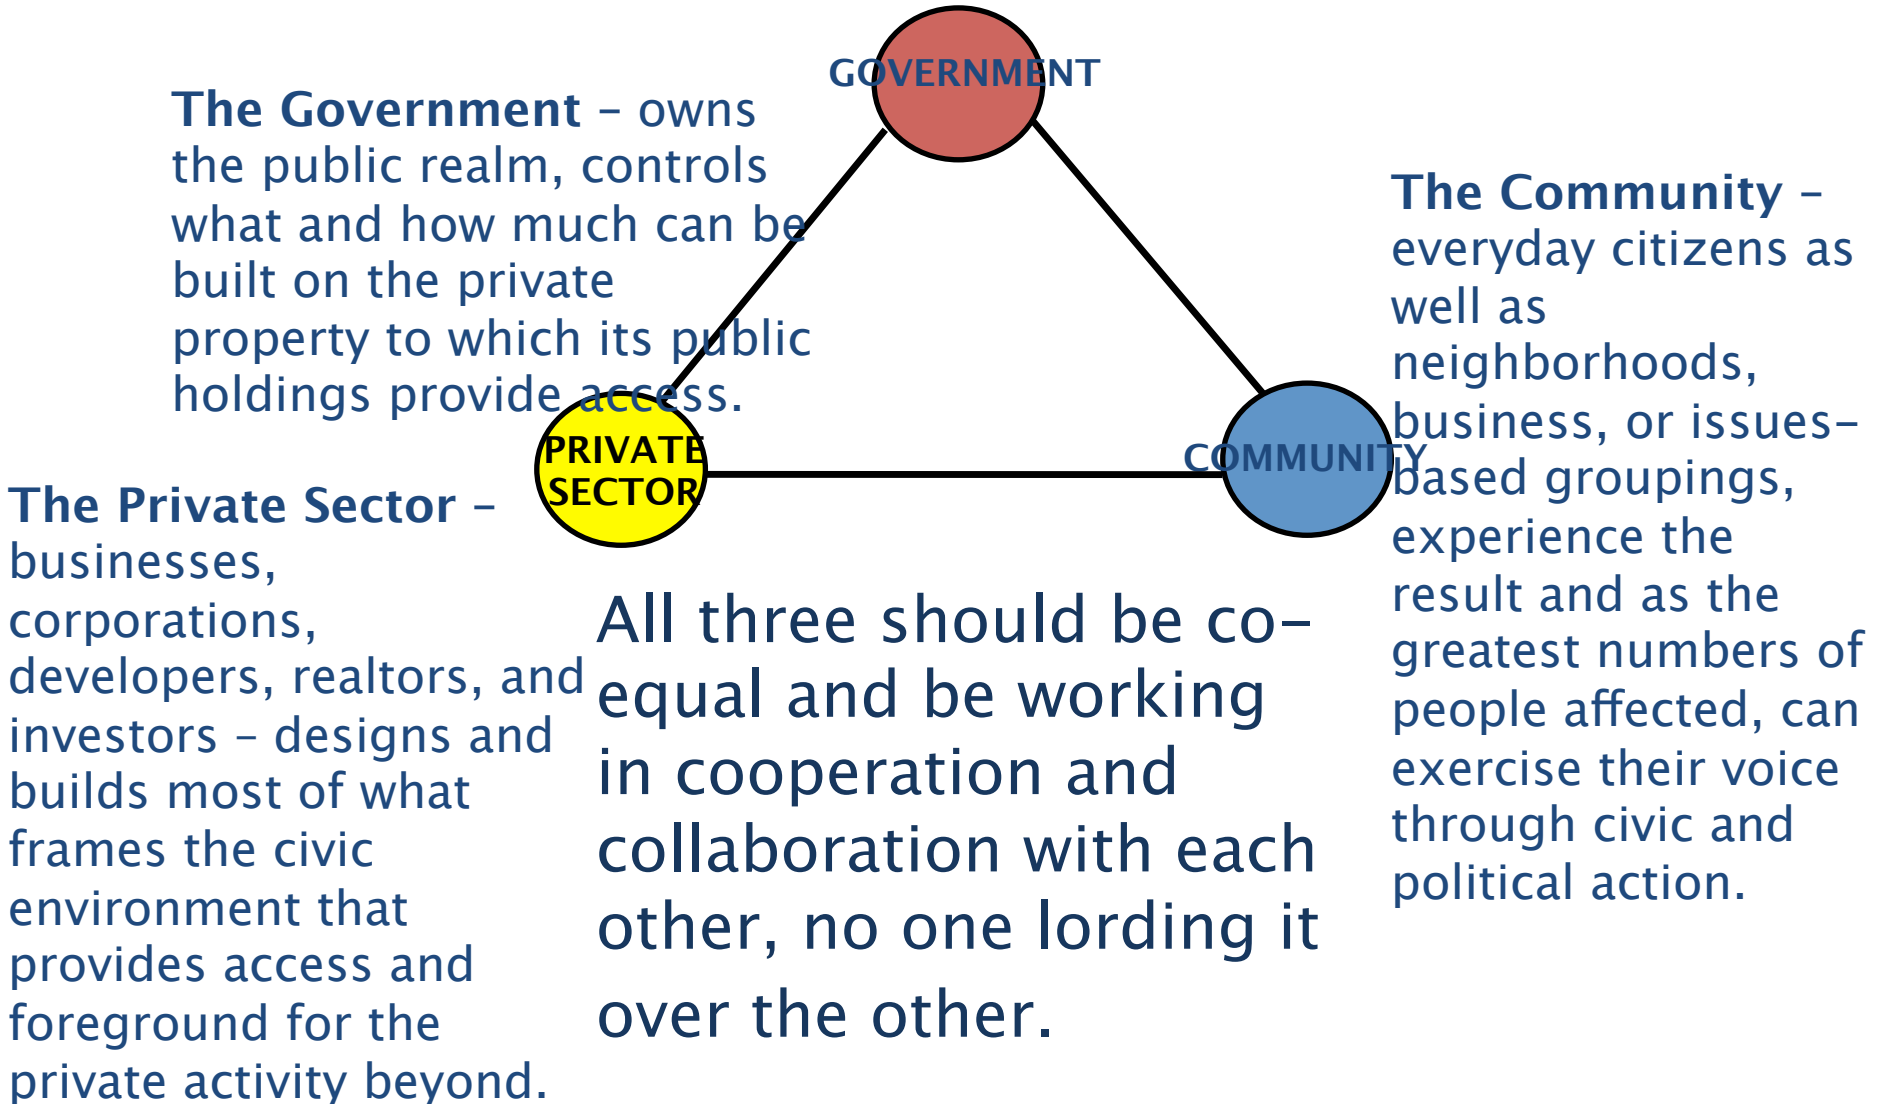 GOVERNMENT
The Government – owns
the public realm, controls
what and how much can be
built on the private
property to which its public
holdings provide access.
The Community –
everyday citizens as
well as
neighborhoods,
business, or issues–
based groupings,
experience the
result and as the
greatest numbers of
people affected, can
exercise their voice
through civic and
political action.
PRIVATE
SECTOR
COMMUNITY
The Private Sector –
businesses,
corporations,
developers, realtors, and
investors – designs and
builds most of what
frames the civic
environment that
provides access and
foreground for the
private activity beyond.
All three should be co–
equal and be working
in cooperation and
collaboration with each
other, no one lording it
over the other.